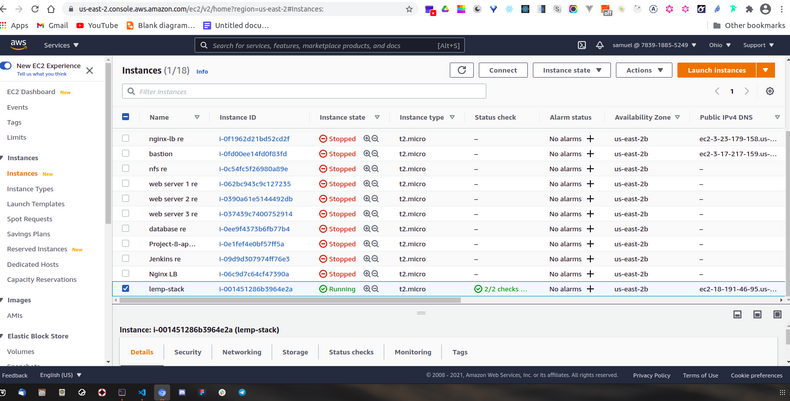 us-east-2.console.aws.amazon.com/ec2/v2/home?region=us-east-2#Instances:
Apps Gmail YouTube Blank diagram... Untitled docu... Other bookmarks
aws Services Search for services, features, marketplace products, and docs [Alt+S] samuel @ 7839-1885-5249 Ohio Support
New EC2 Experience
Tell us what you think
EC2 Dashboard New
Events
Tags
Limits
Instances
Instances New
Instance Types
Launch Templates
Spot Requests
Savings Plans
Reserved Instances New
Dedicated Hosts
Capacity Reservations
Images
AMIs
Elastic Block Store
Volumes
Instances (1/18) Info
Connect Instance state Actions Launch instances
Filter instances
1
Name Instance ID Instance state Instance type Status check Alarm status Availability Zone Public IPv4 DNS
nginx-lb re i-0f1962d21bd52cd2f Stopped t2.micro – No alarms + us-east-2b ec2-3-23-179-158.us-...
bastion i-0fd00ee14fd0f83fd Stopped t2.micro – No alarms + us-east-2b ec2-3-17-217-159.us-...
nfs re i-0c54fc5f26980a89e Stopped t2.micro – No alarms + us-east-2b –
web server 1 re i-062bc943c9c127235 Stopped t2.micro – No alarms + us-east-2b –
web server 2 re i-0390a61e5144492db Stopped t2.micro – No alarms + us-east-2b –
web server 3 re i-037439c7400752914 Stopped t2.micro – No alarms + us-east-2b –
database re i-0ee9f4373b6fb77b4 Stopped t2.micro – No alarms + us-east-2b –
Project-8-ap... i-0e1fef4e0bf57ff5a Stopped t2.micro – No alarms + us-east-2b –
Jenkins re i-09d9d307974ff76e3 Stopped t2.micro – No alarms + us-east-2b –
Nginx LB i-06c9d7c64cf47390a Stopped t2.micro – No alarms + us-east-2b –
lemp-stack i-001451286b3964e2a Running t2.micro 2/2 checks ... No alarms + us-east-2b ec2-18-191-46-95.us-...
Instance: i-001451286b3964e2a (lemp-stack)
Details Security Networking Storage Status checks Monitoring Tags
Feedback English (US) © 2008 - 2021, Amazon Web Services, Inc. or its affiliates. All rights reserved. Privacy Policy Terms of Use Cookie preferences